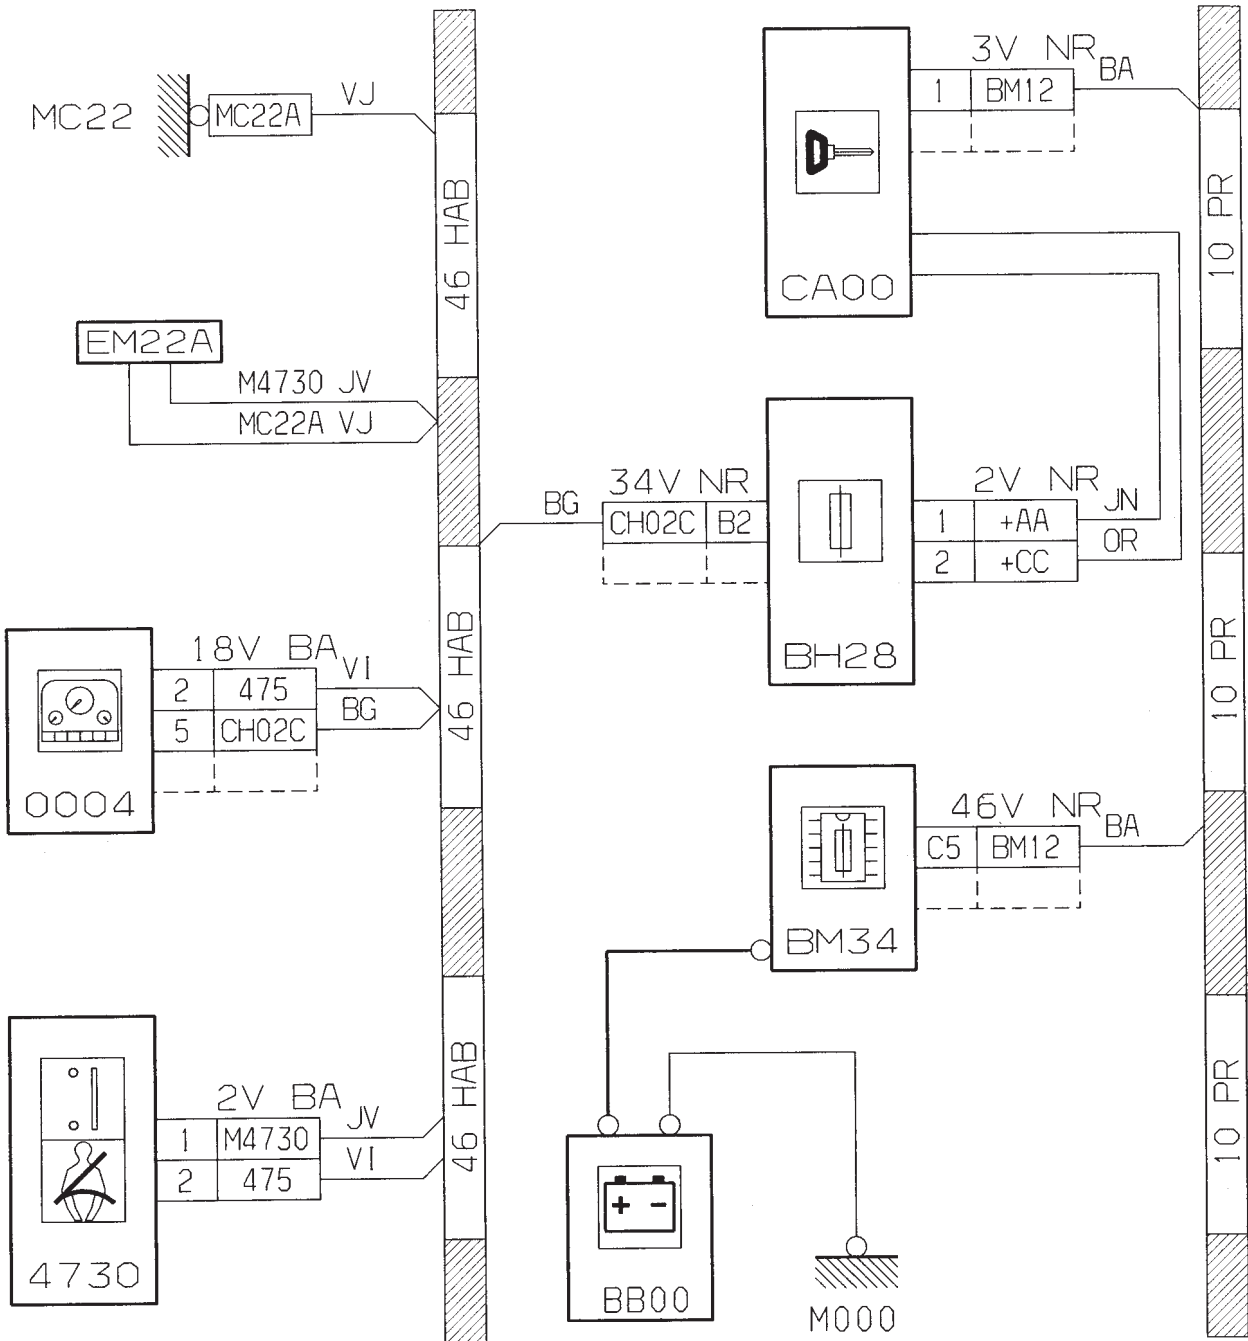 MC22
MC22A
VJ
46 HAB
EM22A
M4730 JV
MC22A VJ
18V BA
2 475 VI
5 CH02C BG
0004
46 HAB
2V BA
1 M4730 JV
2 475 VI
4730
46 HAB
3V NR
1 BM12 BA
CA00
10 PR
34V NR
BG CH02C B2
2V NR
1 +AA JN
2 +CC OR
BH28
10 PR
46V NR
C5 BM12 BA
BM34
10 PR
+ -
BB00
M000